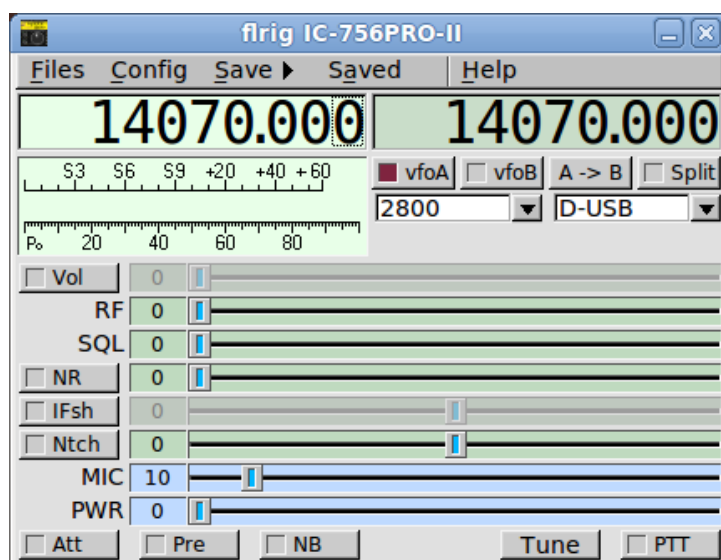 flrig IC-756PRO-II
Files Config Save Saved Help
14070.000 14070.000
S3 S6 S9 +20 +40 +60
vfoA vfoB A -> B Split
2800 D-USB
Po 20 40 60 80
Vol 0
RF 0
SQL 0
NR 0
IFsh 0
Ntch 0
MIC 10
PWR 0
Att Pre NB Tune PTT